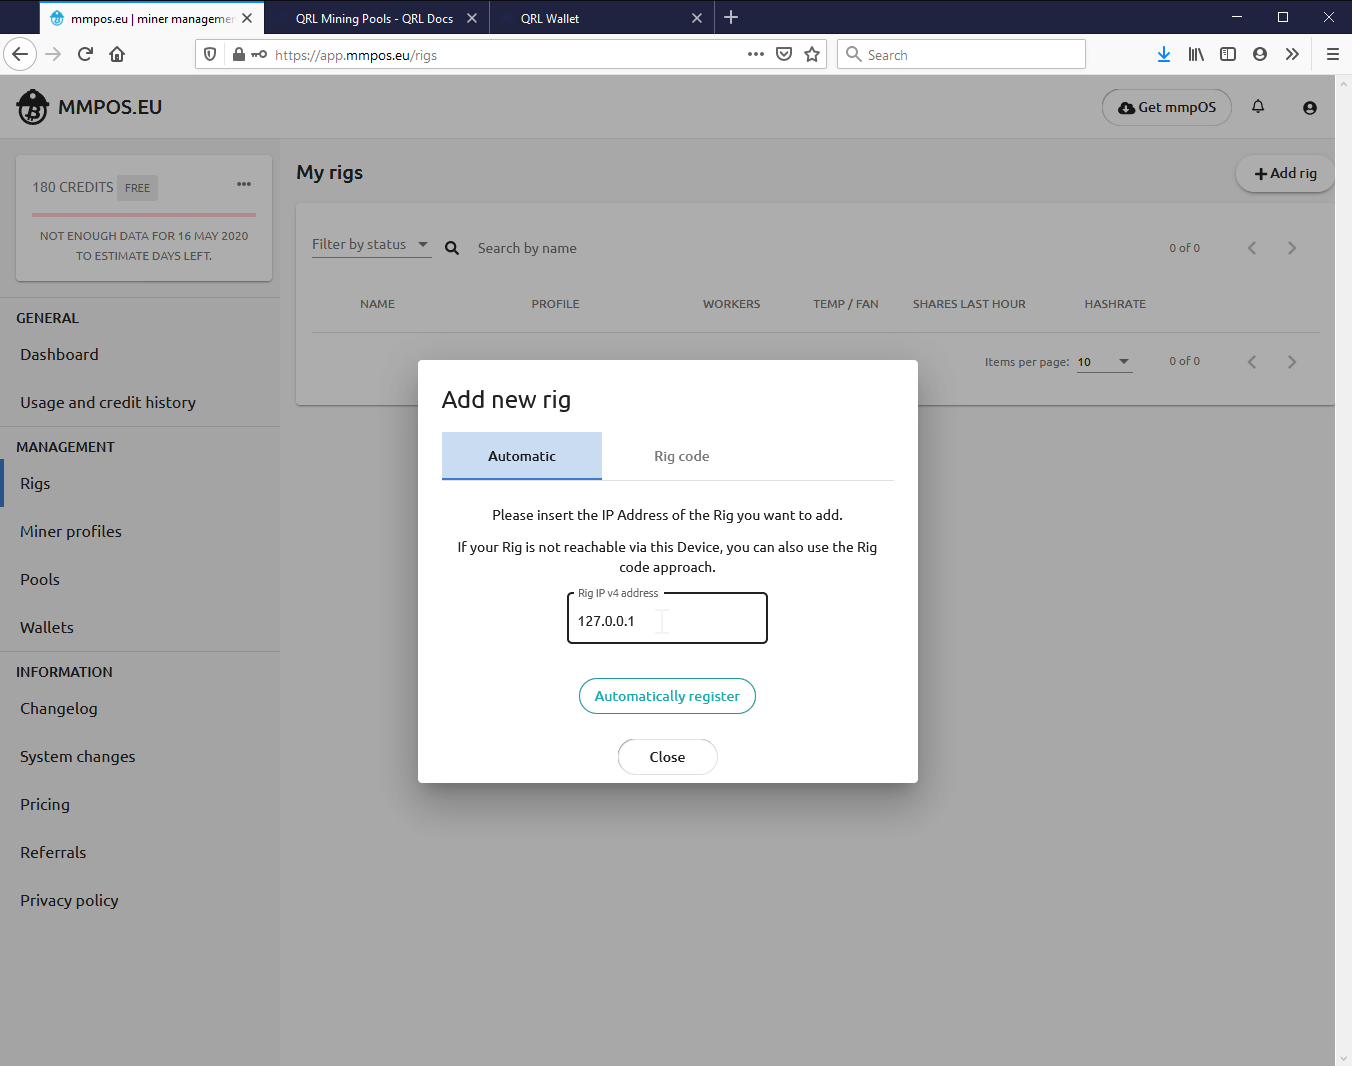 mmpos.eu | miner manageme
QRL Mining Pools - QRL Docs
QRL Wallet
https://app.mmpos.eu/rigs
Search
MMPOS.EU
Get mmpOS
180 CREDITS FREE
NOT ENOUGH DATA FOR 16 MAY 2020
TO ESTIMATE DAYS LEFT.
My rigs
Add rig
Filter by status
Search by name
0 of 0
NAME
PROFILE
WORKERS
TEMP / FAN
SHARES LAST HOUR
HASHRATE
Items per page: 10
0 of 0
GENERAL
Dashboard
Usage and credit history
MANAGEMENT
Rigs
Miner profiles
Pools
Wallets
INFORMATION
Changelog
System changes
Pricing
Referrals
Privacy policy
Add new rig
Automatic
Rig code
Please insert the IP Address of the Rig you want to add.
If your Rig is not reachable via this Device, you can also use the Rig
code approach.
Rig IP v4 address
127.0.0.1
Automatically register
Close